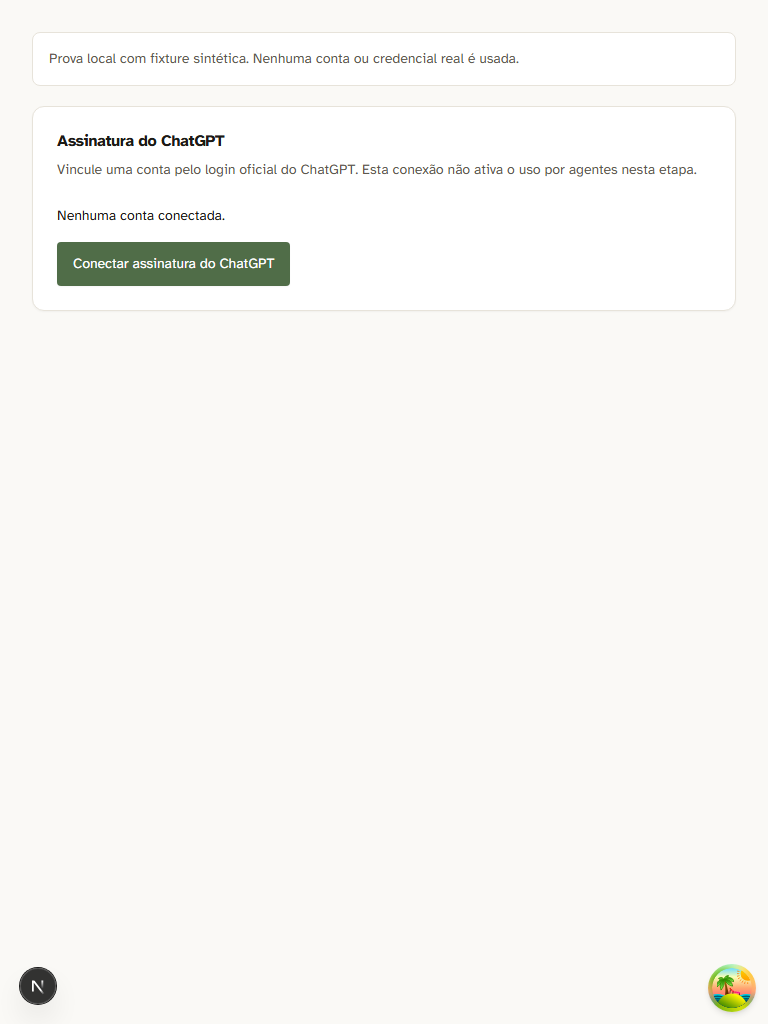 Prova local com fixture sintética. Nenhuma conta ou credencial real é usada.
Assinatura do ChatGPT
Vincule uma conta pelo login oficial do ChatGPT. Esta conexão não ativa o uso por agentes nesta etapa.
Nenhuma conta conectada.
Conectar assinatura do ChatGPT
N